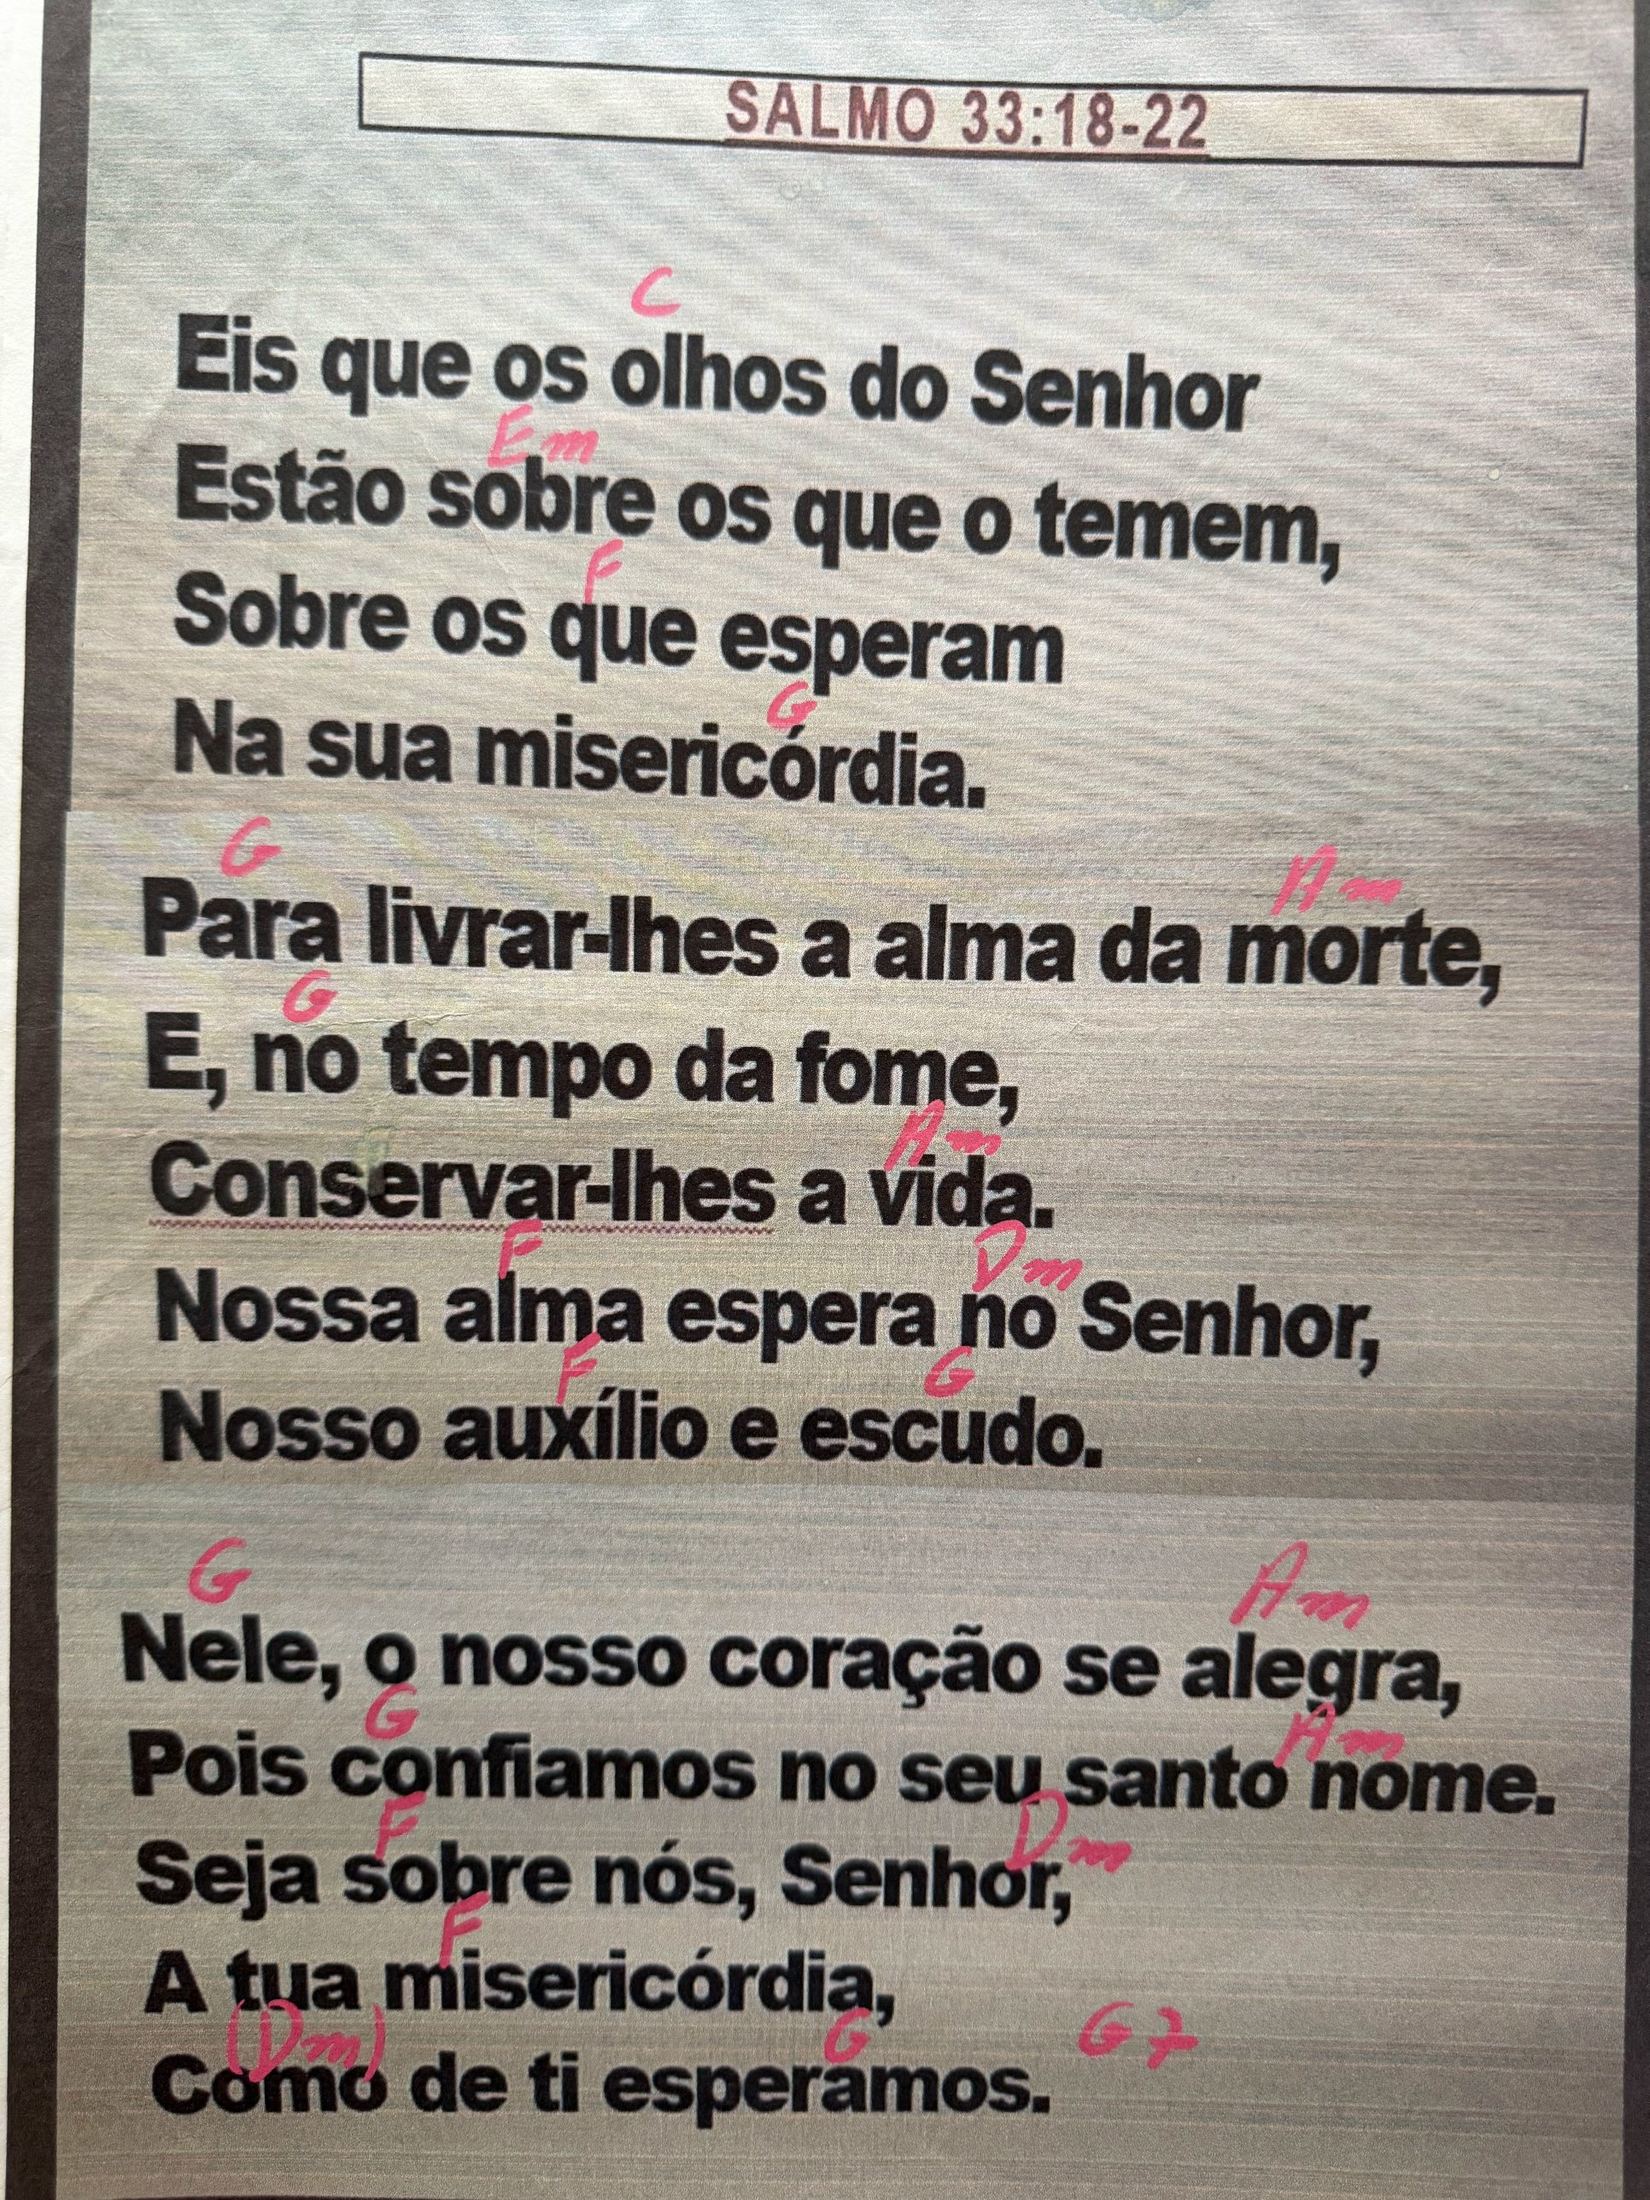 SALMO 33:18-22
C
Eis que os olhos do Senhor
Em
Estão sobre os que o temem,
F
Sobre os que esperam
G
Na sua misericórdia.
G Am
Para livrar-lhes a alma da morte,
G
E, no tempo da fome,
Am
Conservar-lhes a vida.
F Dm
Nossa alma espera no Senhor,
F G
Nosso auxílio e escudo.
G Am
Nele, o nosso coração se alegra,
G Am
Pois confiamos no seu santo nome.
F Dm
Seja sobre nós, Senhor,
F
A tua misericórdia,
(Dm) G G7
Como de ti esperamos.